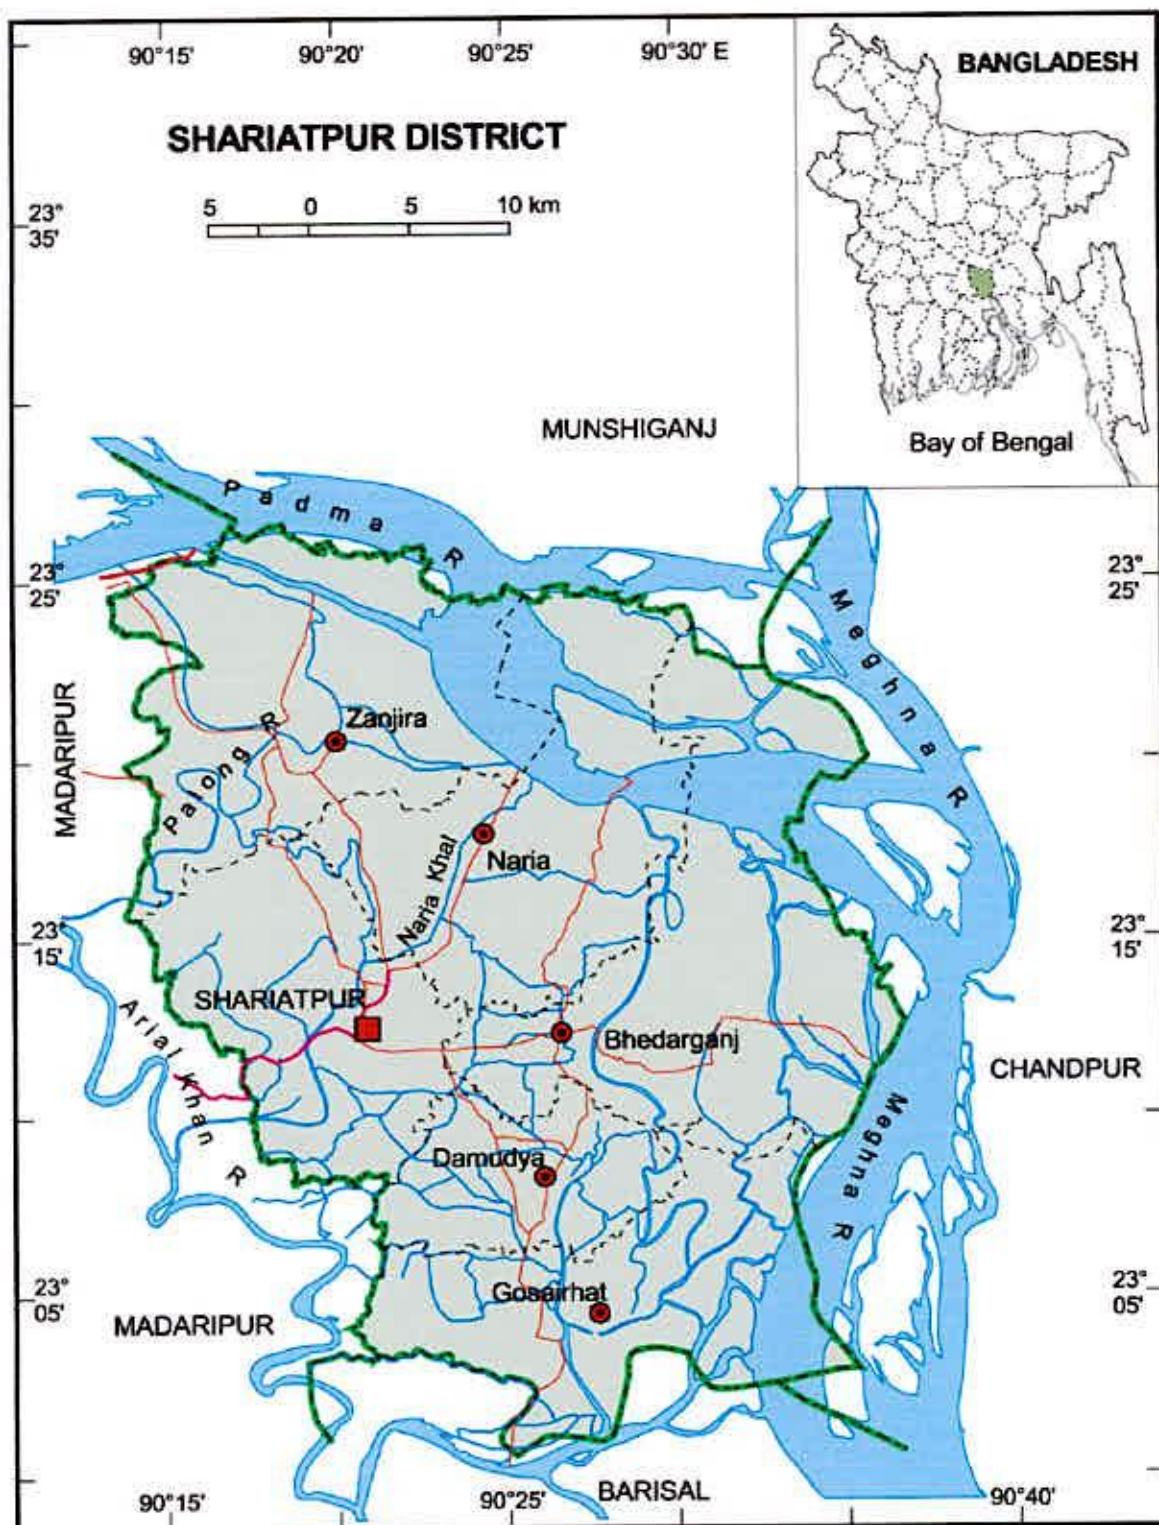 90°15'
90°20'
90°25'
90°30' E
BANGLADESH
SHARIATPUR DISTRICT
5 0 5 10 km
23°
35'
MUNSHIGANJ
Bay of Bengal
Padma R
23°
25'
23°
25'
Meghna R
MADARIPUR
Zanjira
Palong R
Naria
Naria Khal
23°
15'
23°
15'
SHARIATPUR
Arial Khan R
Bhedarganj
CHANDPUR
Meghna R
Damudya
23°
05'
Gosairhat
23°
05'
MADARIPUR
BARISAL
90°15'
90°25'
90°40'